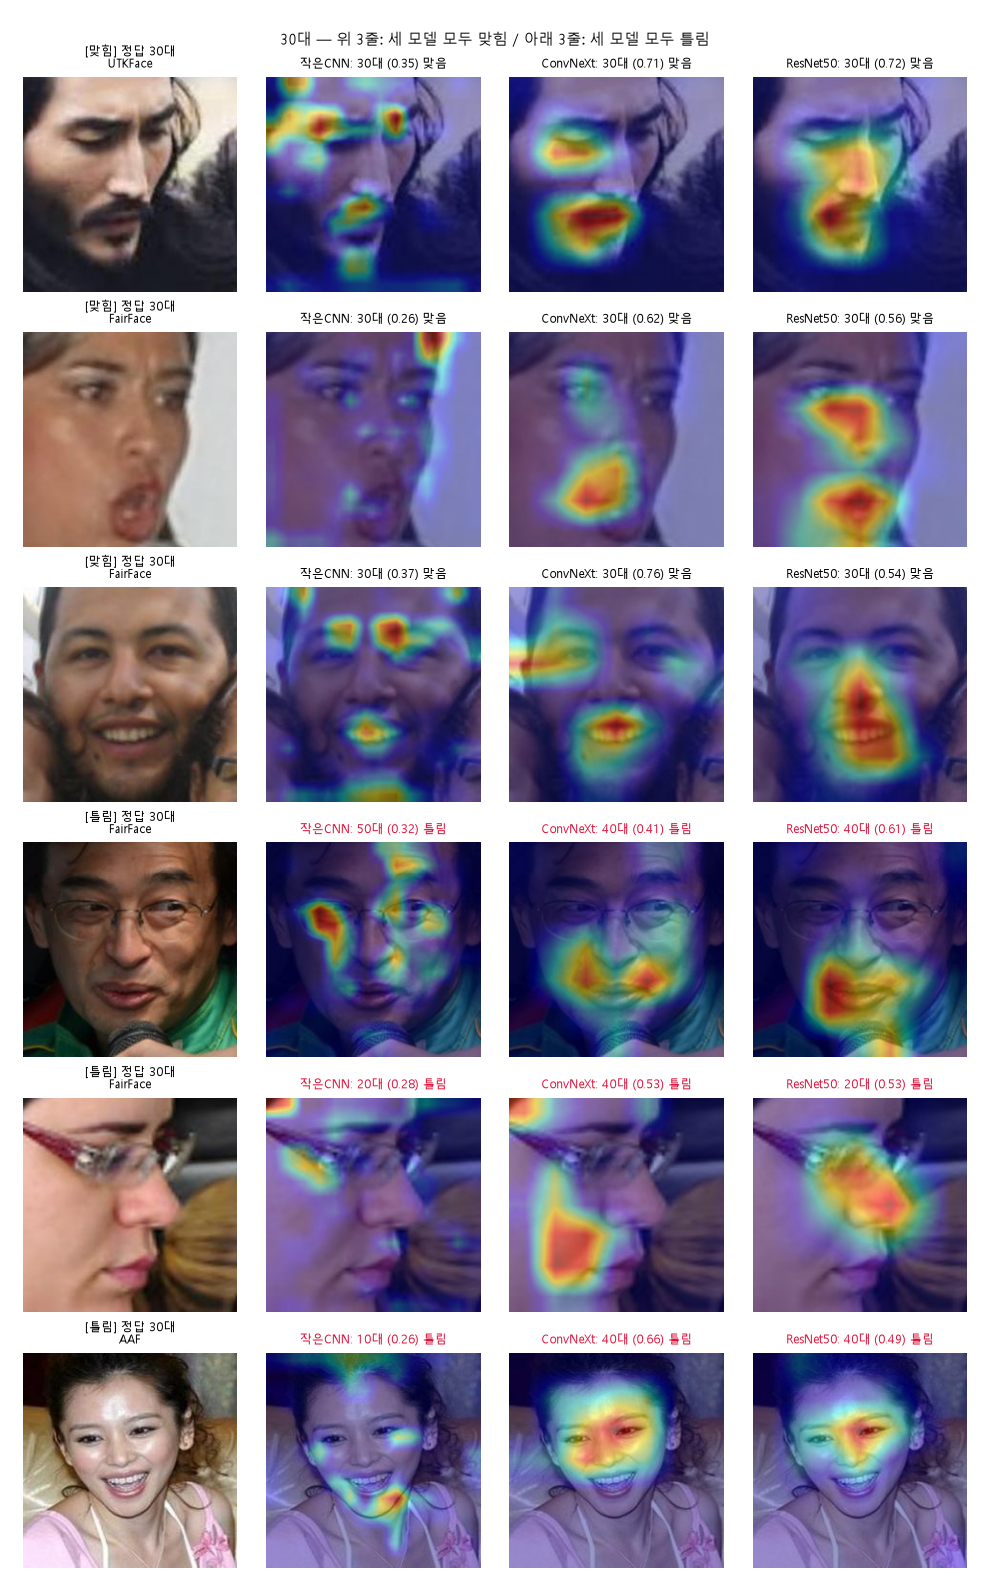 30대 — 위 3줄: 세 모델 모두 맞힘 / 아래 3줄: 세 모델 모두 틀림
[맞힘] 정답 30대
UTKFace
작은CNN: 30대 (0.35) 맞음
ConvNeXt: 30대 (0.71) 맞음
ResNet50: 30대 (0.72) 맞음
[맞힘] 정답 30대
FairFace
작은CNN: 30대 (0.26) 맞음
ConvNeXt: 30대 (0.62) 맞음
ResNet50: 30대 (0.56) 맞음
[맞힘] 정답 30대
FairFace
작은CNN: 30대 (0.37) 맞음
ConvNeXt: 30대 (0.76) 맞음
ResNet50: 30대 (0.54) 맞음
[틀림] 정답 30대
FairFace
작은CNN: 50대 (0.32) 틀림
ConvNeXt: 40대 (0.41) 틀림
ResNet50: 40대 (0.61) 틀림
[틀림] 정답 30대
FairFace
작은CNN: 20대 (0.28) 틀림
ConvNeXt: 40대 (0.53) 틀림
ResNet50: 20대 (0.53) 틀림
[틀림] 정답 30대
AAF
작은CNN: 10대 (0.26) 틀림
ConvNeXt: 40대 (0.66) 틀림
ResNet50: 40대 (0.49) 틀림